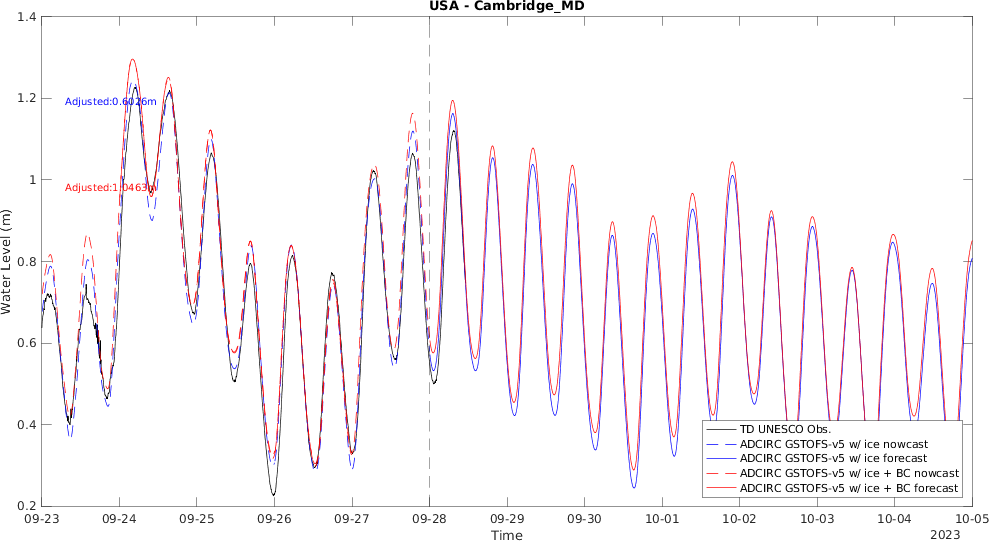 USA - Cambridge_MD
1.4
1.2
1
0.8
0.6
0.4
0.2
Water Level (m)
Adjusted:0.6026m
Adjusted:1.0463m
TD UNESCO Obs.
ADCIRC GSTOFS-v5 w/ ice nowcast
ADCIRC GSTOFS-v5 w/ ice forecast
ADCIRC GSTOFS-v5 w/ ice + BC nowcast
ADCIRC GSTOFS-v5 w/ ice + BC forecast
09-23 09-24 09-25 09-26 09-27 09-28 09-29 09-30 10-01 10-02 10-03 10-04 10-05
Time
2023